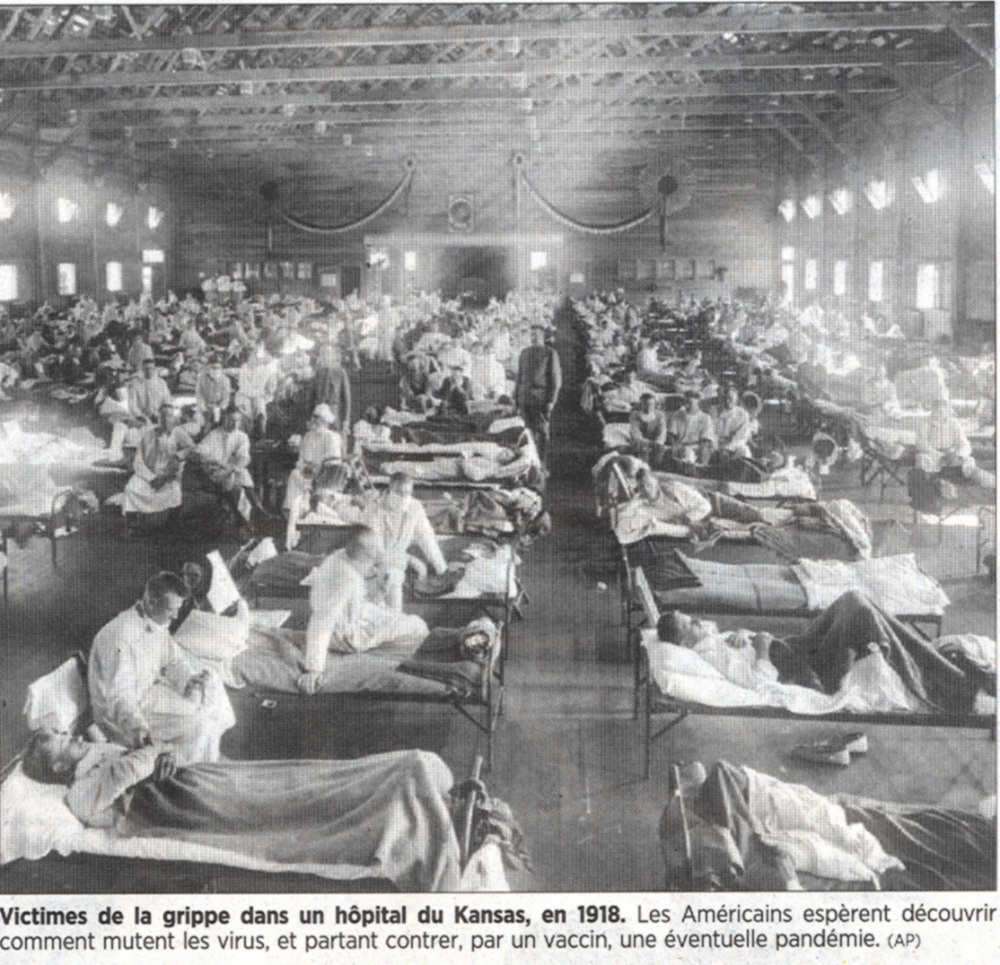 Victimes de la grippe dans un hôpital du Kansas, en 1918. Les Américains espèrent découvrir
comment mutent les virus, et partant contrer, par un vaccin, une éventuelle pandémie. (AP)